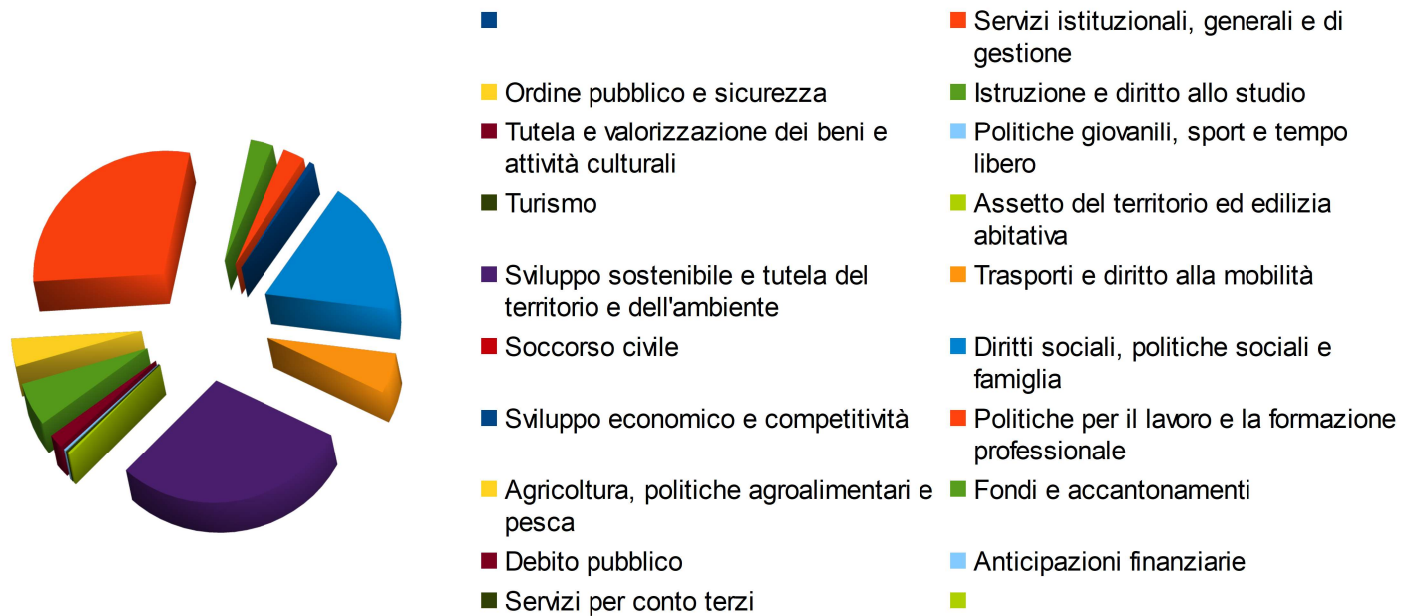 Servizi istituzionali, generali e di
gestione
Ordine pubblico e sicurezza
Istruzione e diritto allo studio
Tutela e valorizzazione dei beni e
attività culturali
Politiche giovanili, sport e tempo
libero
Turismo
Assetto del territorio ed edilizia
abitativa
Sviluppo sostenibile e tutela del
territorio e dell'ambiente
Trasporti e diritto alla mobilità
Soccorso civile
Diritti sociali, politiche sociali e
famiglia
Sviluppo economico e competitività
Politiche per il lavoro e la formazione
professionale
Agricoltura, politiche agroalimentari e
pesca
Fondi e accantonamenti
Debito pubblico
Anticipazioni finanziarie
Servizi per conto terzi